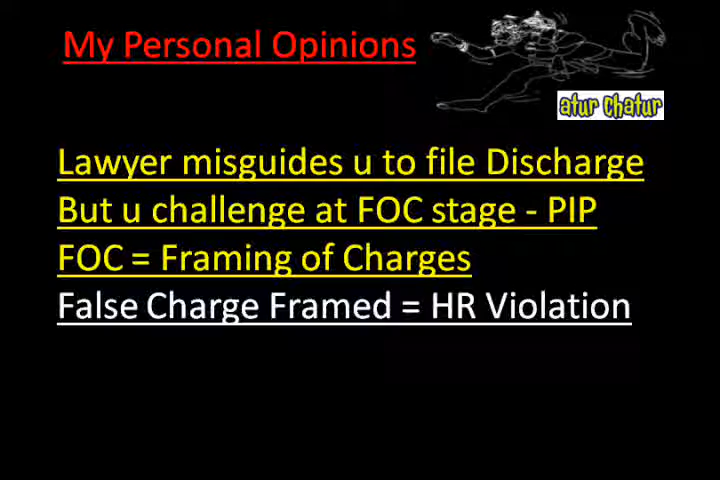 My Personal Opinions
atur chatur
Lawyer misguides u to file Discharge
But u challenge at FOC stage - PIP
FOC = Framing of Charges
False Charge Framed = HR Violation